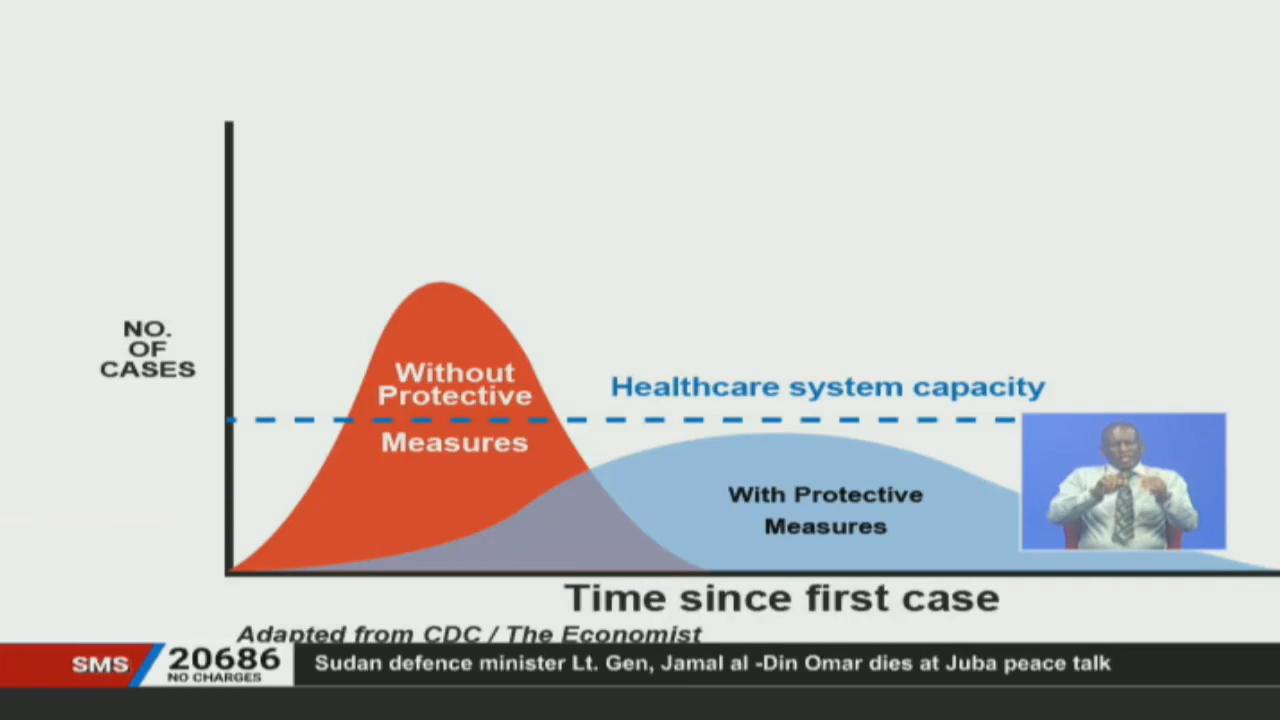 NO.
OF
CASES
Without
Protective
Measures
Healthcare system capacity
With Protective
Measures
Time since first case
Adapted from CDC / The Economist
SMS
20686
NO CHARGES
Sudan defence minister Lt. Gen, Jamal al -Din Omar dies at Juba peace talk